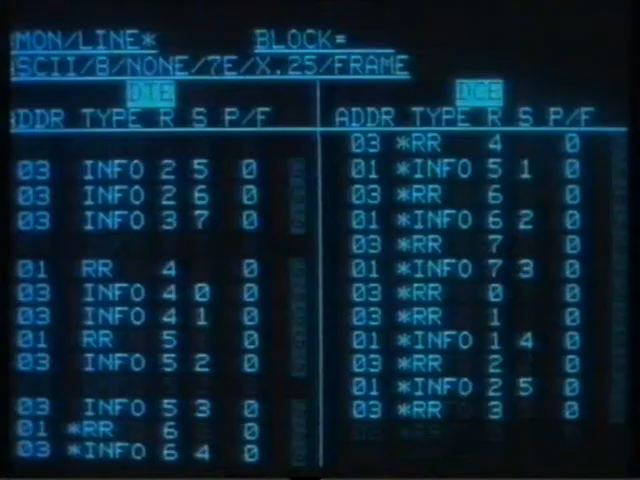 MON/LINE* BLOCK=
SCII/8/NONE/7E/X.25/FRAME
DTE DCE
ADDR TYPE R S P/F ADDR TYPE R S P/F
03 *RR 4 0
03 INFO 2 5 0 01 *INFO 5 1 0
03 INFO 2 6 0 03 *RR 6 0
03 INFO 3 7 0 01 *INFO 6 2 0
03 *RR 7 0
01 RR 4 0 01 *INFO 7 3 0
03 INFO 4 0 0 03 *RR 0 0
03 INFO 4 1 0 03 *RR 1 0
01 RR 5 0 01 *INFO 1 4 0
03 INFO 5 2 0 03 *RR 2 0
01 *INFO 2 5 0
03 INFO 5 3 0 03 *RR 3 0
01 *RR 6 0
03 *INFO 6 4 0